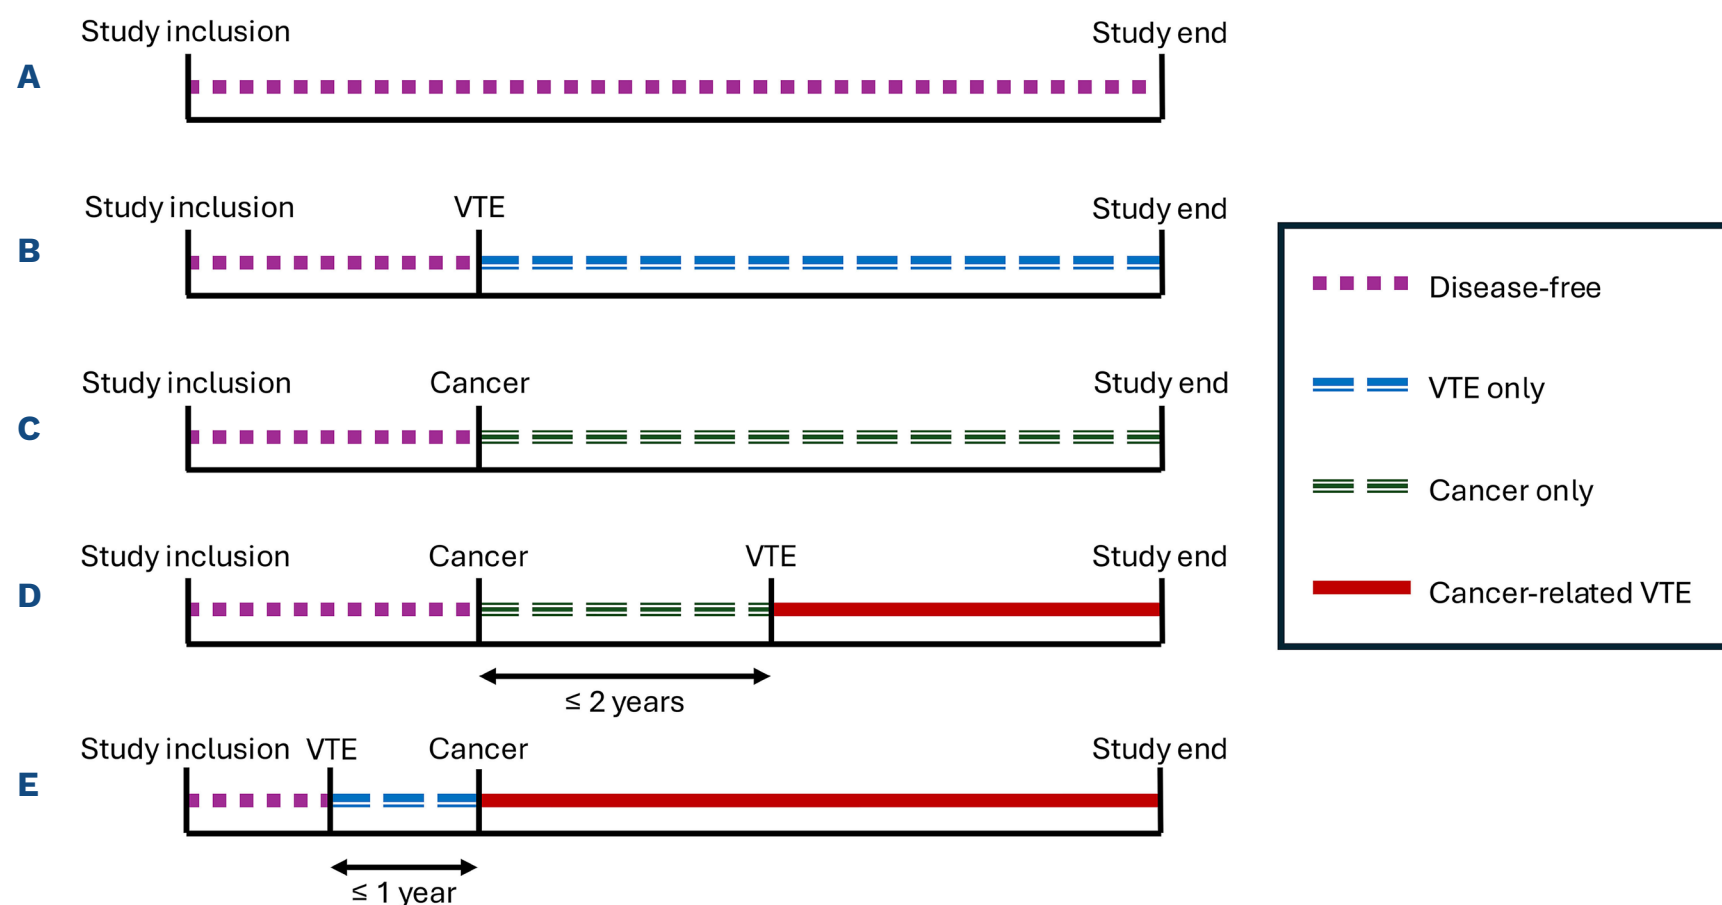 Study inclusion Study end
A
Study inclusion VTE Study end
B
Study inclusion Cancer Study end
C
Study inclusion Cancer VTE Study end
D
≤ 2 years
Study inclusion VTE Cancer Study end
E
≤ 1 year
Disease-free
VTE only
Cancer only
Cancer-related VTE